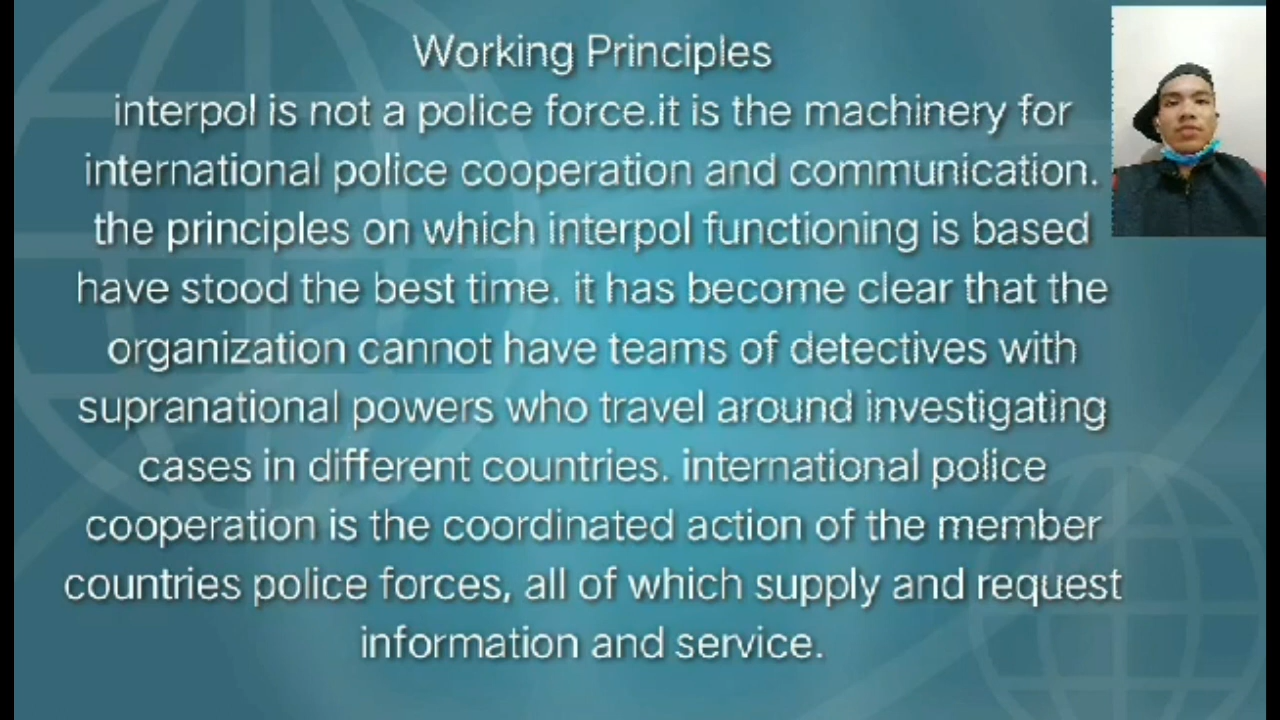 Working Principles
interpol is not a police force.it is the machinery for
international police cooperation and communication.
the principles on which interpol functioning is based
have stood the best time. it has become clear that the
organization cannot have teams of detectives with
supranational powers who travel around investigating
cases in different countries. international police
cooperation is the coordinated action of the member
countries police forces, all of which supply and request
information and service.